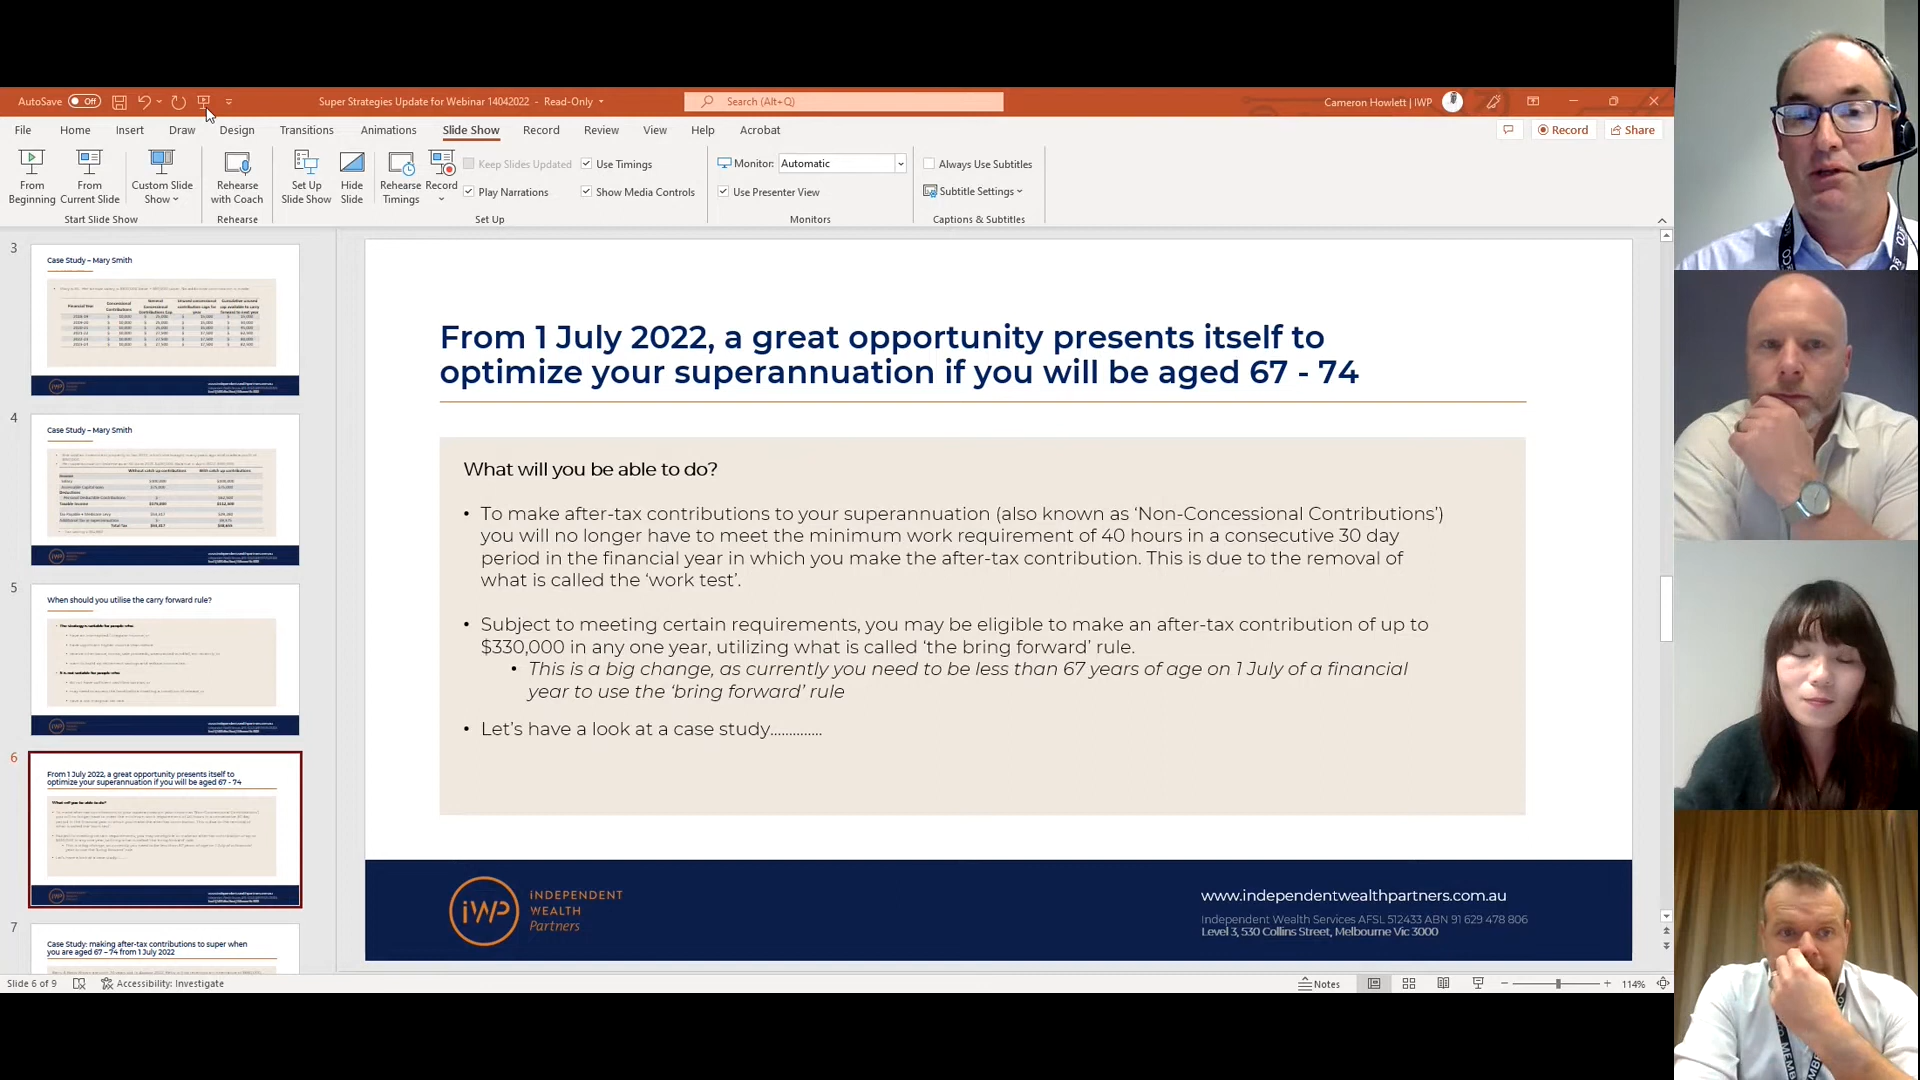 AutoSave Off
Super Strategies Update for Webinar 14042022 - Read-Only
Search (Alt+Q)
Cameron Howlett | IWP
File Home Insert Draw Design Transitions Animations Slide Show Record Review View Help Acrobat
Record Share
From Beginning
From Current Slide
Custom Slide Show
Start Slide Show
Rehearse with Coach
Rehearse
Set Up Slide Show
Hide Slide
Rehearse Timings
Record
Keep Slides Updated
Play Narrations
Use Timings
Show Media Controls
Set Up
Monitor: Automatic
Use Presenter View
Monitors
Always Use Subtitles
Subtitle Settings
Captions & Subtitles
3
Case Study – Mary Smith
4
Case Study – Mary Smith
5
When should you utilise the carry forward rule?
6
From 1 July 2022, a great opportunity presents itself to
optimize your superannuation if you will be aged 67 - 74
7
Case Study: making after-tax contributions to super when
you are aged 67 – 74 from 1 July 2022
From 1 July 2022, a great opportunity presents itself to
optimize your superannuation if you will be aged 67 - 74
What will you be able to do?
• To make after-tax contributions to your superannuation (also known as ‘Non-Concessional Contributions’)
you will no longer have to meet the minimum work requirement of 40 hours in a consecutive 30 day
period in the financial year in which you make the after-tax contribution. This is due to the removal of
what is called the ‘work test’.
• Subject to meeting certain requirements, you may be eligible to make an after-tax contribution of up to
$330,000 in any one year, utilizing what is called ‘the bring forward’ rule.
• This is a big change, as currently you need to be less than 67 years of age on 1 July of a financial
year to use the ‘bring forward’ rule
• Let’s have a look at a case study..............
iWP
iNDEPENDENT
WEALTH
Partners
www.independentwealthpartners.com.au
Independent Wealth Services AFSL 512433 ABN 91 629 478 806
Level 3, 530 Collins Street, Melbourne Vic 3000
Slide 6 of 9
Accessibility: Investigate
Notes
114%